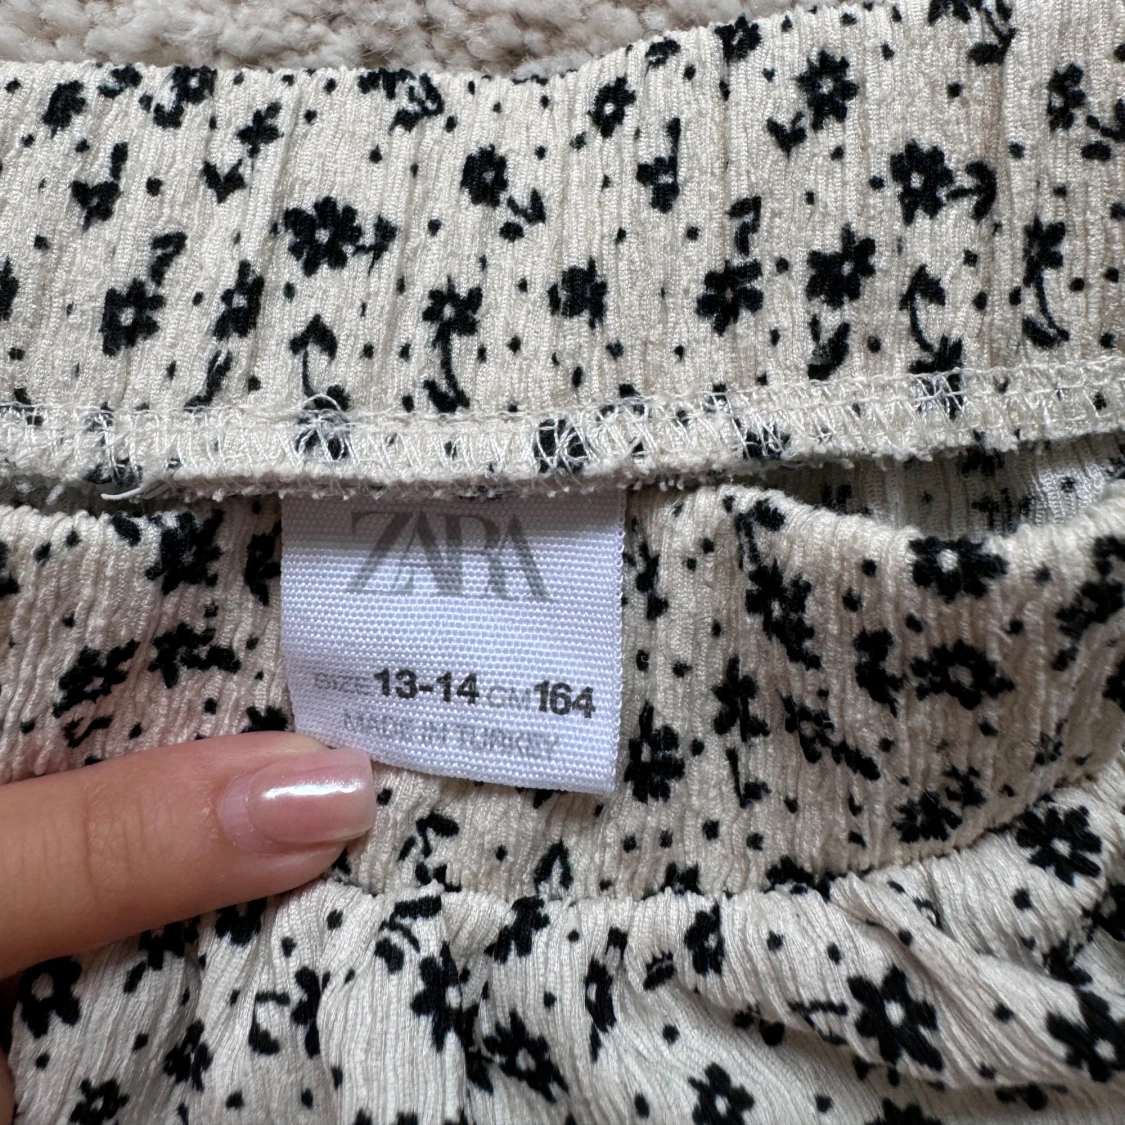 ZARA
SIZE 13-14 CM 164
MADE IN TURKEY